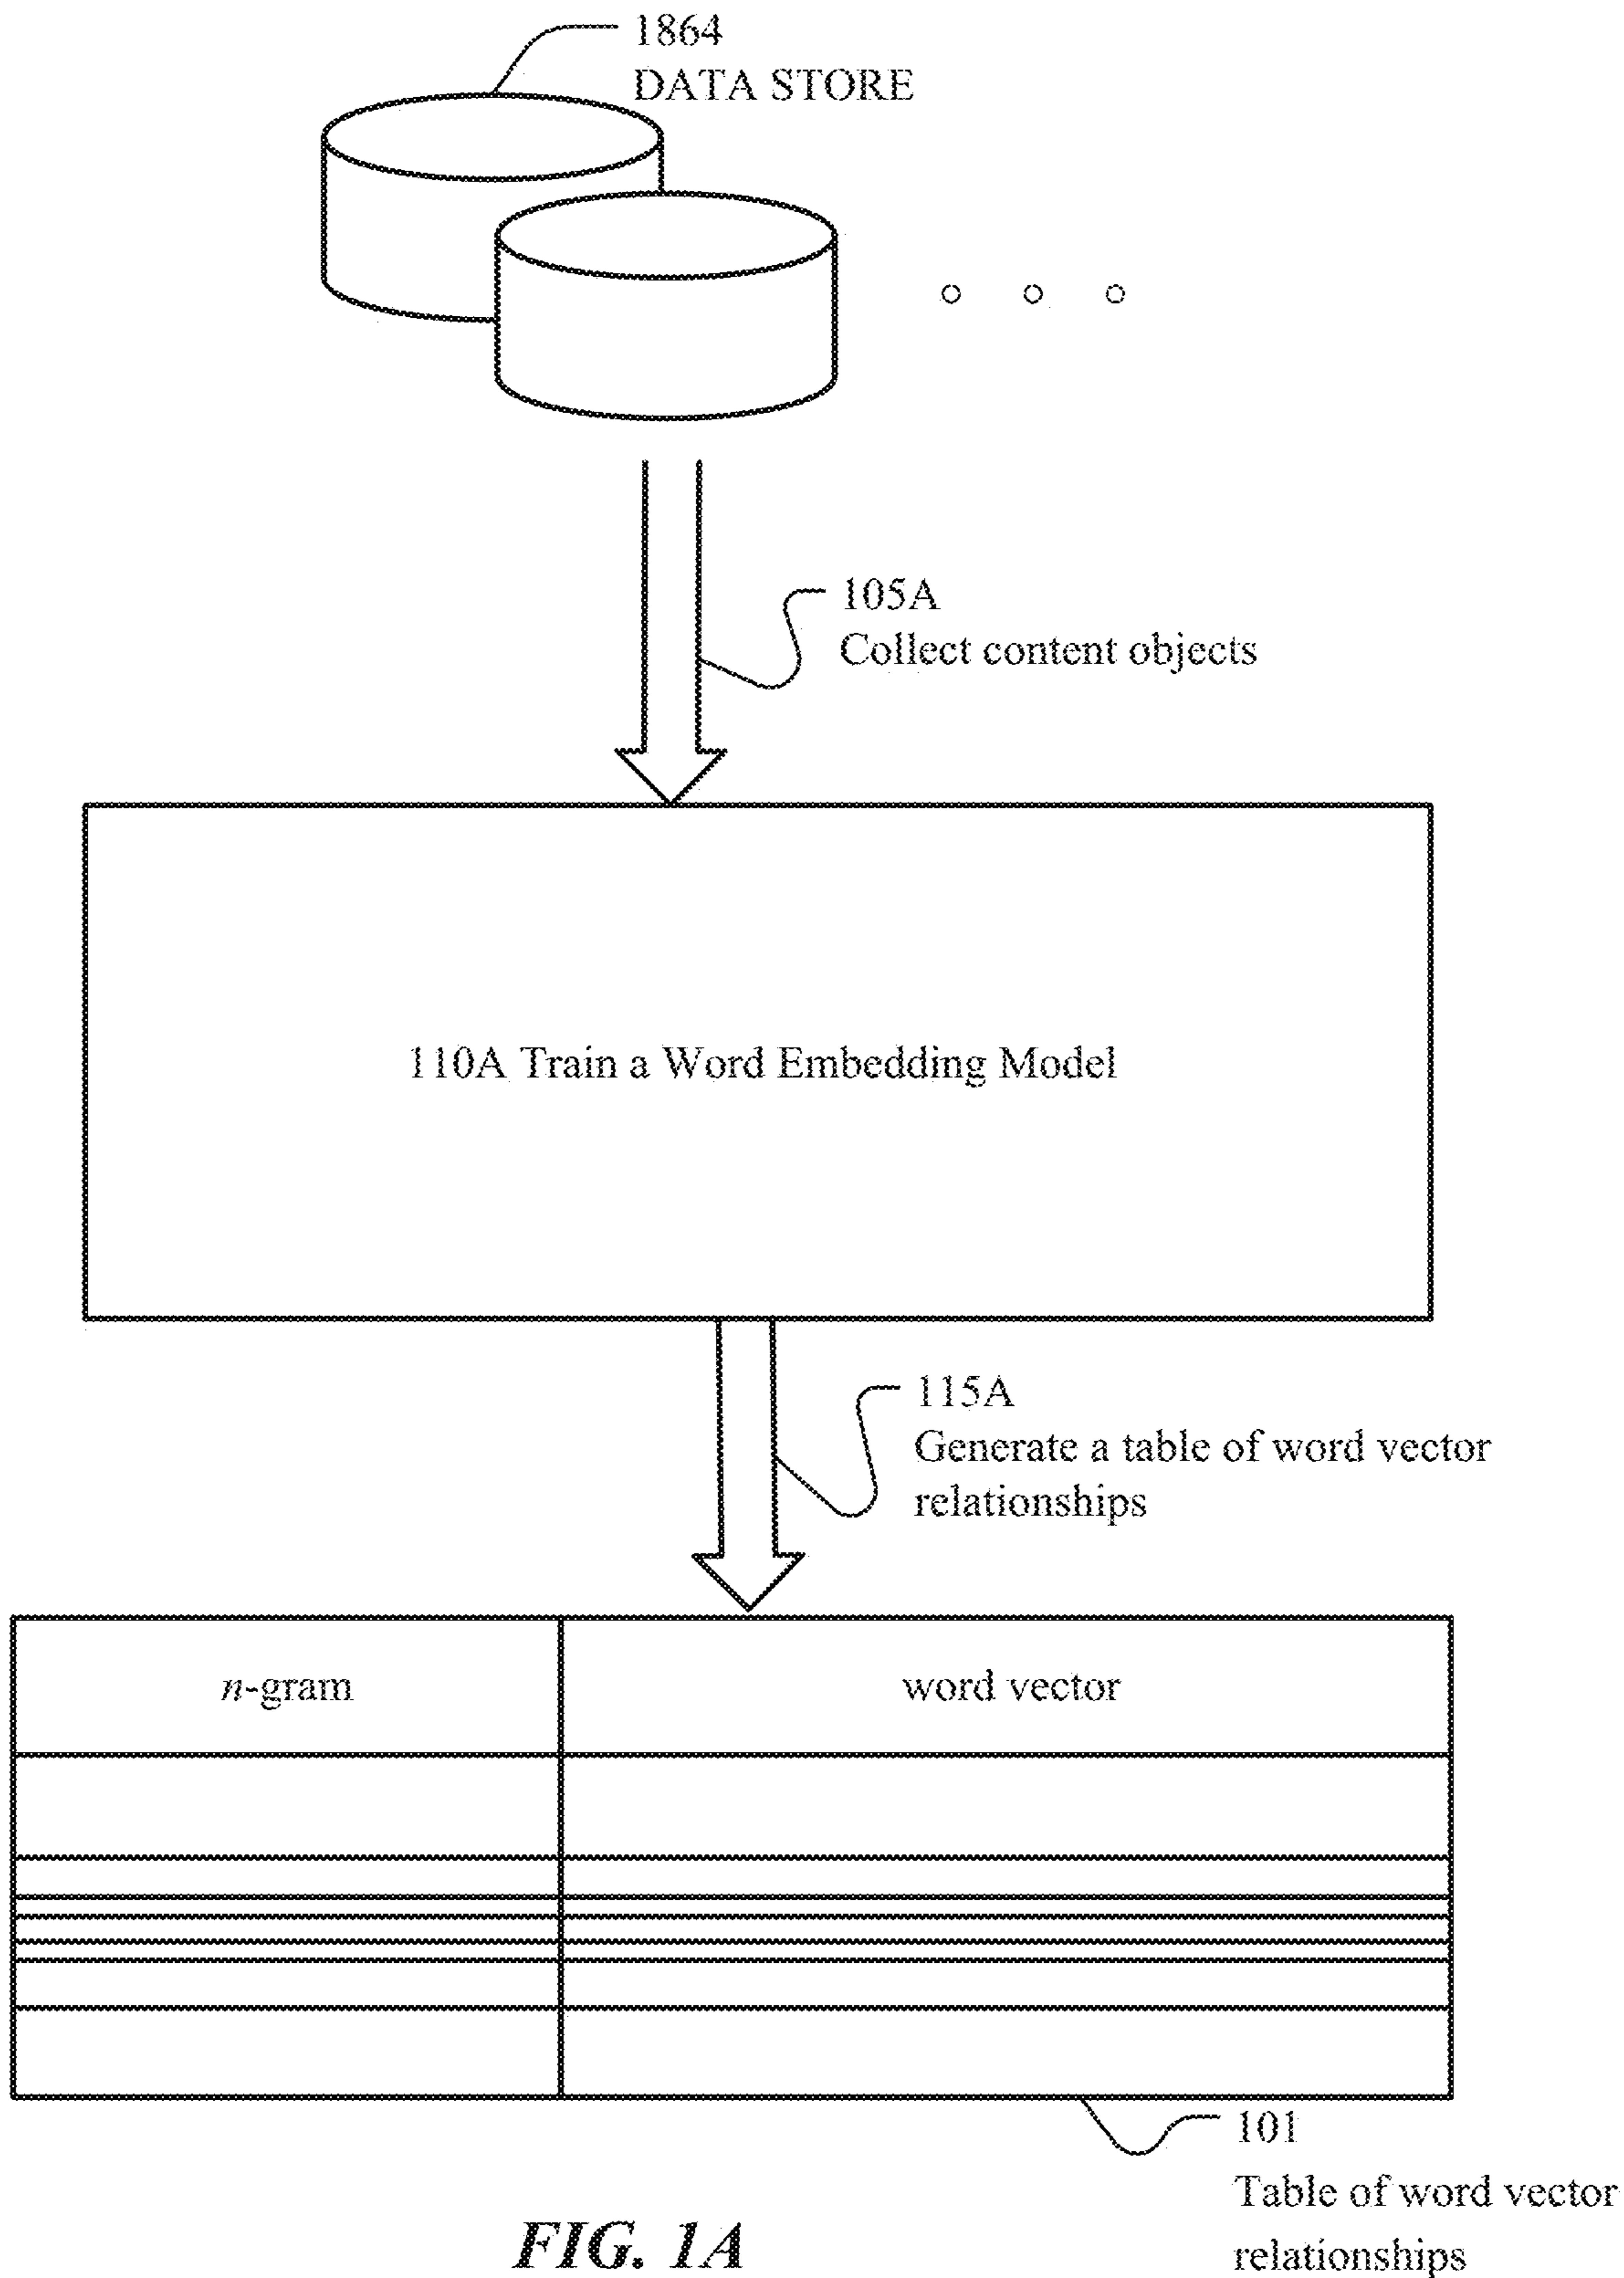 1864
DATA STORE
105A
Collect content objects
110A Train a Word Embedding Model
115A
Generate a table of word vector
relationships
n-gram
word vector
101
Table of word vector
relationships
FIG. 1A